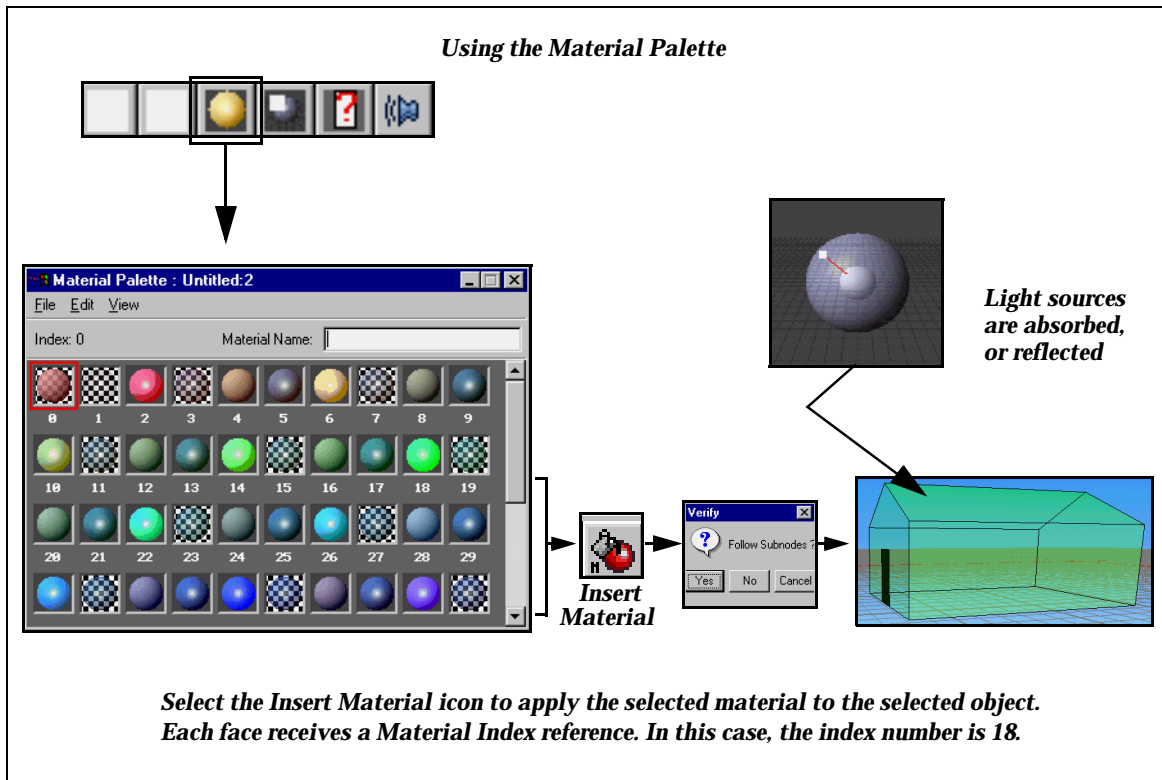 Using the Material Palette
?
Material Palette : Untitled:2
File Edit View
Index: 0 Material Name:
0 1 2 3 4 5 6 7 8 9
10 11 12 13 14 15 16 17 18 19
20 21 22 23 24 25 26 27 28 29
Light sources
are absorbed,
or reflected
M
Insert
Material
Verify
? Follow Subnodes ?
Yes No Cancel
Select the Insert Material icon to apply the selected material to the selected object.
Each face receives a Material Index reference. In this case, the index number is 18.